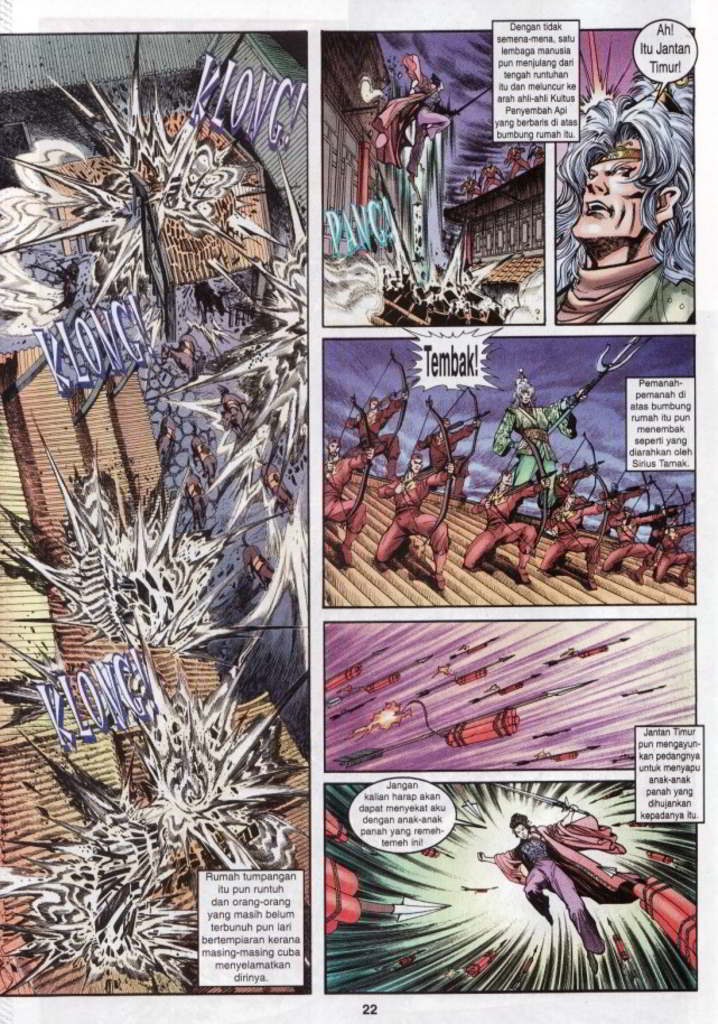 KLONG!
KLONG!
KLONG!
Rumah tumpangan
itu pun runtuh
dan orang-orang
yang masih belum
terbunuh pun lari
bertempiaran kerana
masing-masing cuba
menyelamatkan
dirinya.
Dengan tidak
semena-mena, satu
lembaga manusia
pun menjulang dari
tengah runtuhan
itu dan meluncur ke
arah ahli-ahli Kultus
Penyembah Api
yang berbaris di atas
bumbung rumah itu.
PANG!
Ah!
Itu Jantan
Timur!
Tembak!
Pemanah-
pemanah di
atas bumbung
rumah itu pun
menembak
seperti yang
diarahkan oleh
Sirius Tamak.
Jantan Timur
pun mengayun-
kan pedangnya
untuk menyapu
anak-anak
panah yang
dihujankan
kepadanya itu.
Jangan
kalian harap akan
dapat menyekat aku
dengan anak-anak
panah yang remeh-
temeh ini!
22